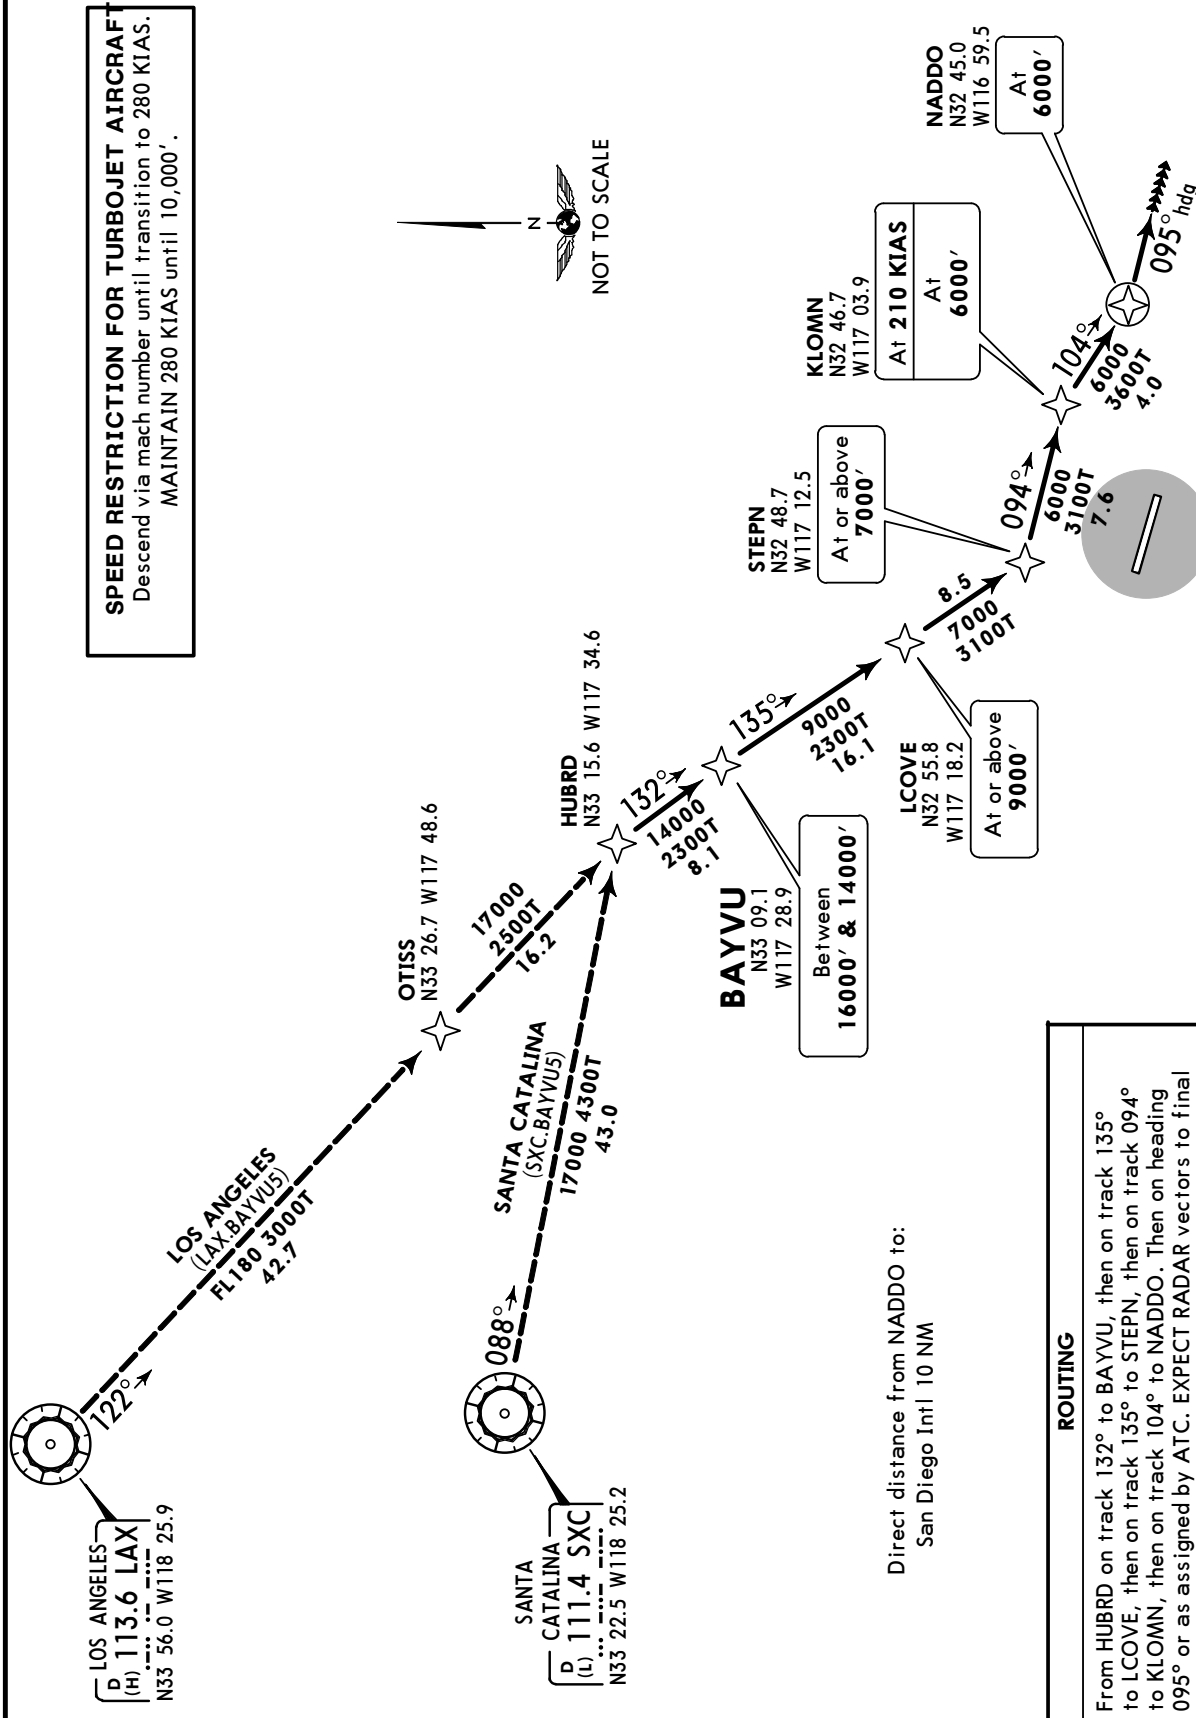 SPEED RESTRICTION FOR TURBOJET AIRCRAFT
Descend via mach number until transition to 280 KIAS.
MAINTAIN 280 KIAS until 10,000'.
N
NOT TO SCALE
LOS ANGELES
D
(H)
113.6 LAX
N33 56.0 W118 25.9
122°
LOS ANGELES
(LAX.BAYVU5)
FL180 3000T
42.7
OTISS
N33 26.7 W117 48.6
17000
2500T
16.2
SANTA
CATALINA
D
(L)
111.4 SXC
N33 22.5 W118 25.2
088°
SANTA CATALINA
(SXC.BAYVU5)
17000 4300T
43.0
HUBRD
N33 15.6 W117 34.6
132°
14000
2300T
8.1
BAYVU
N33 09.1
W117 28.9
Between
16000' & 14000'
135°
9000
2300T
16.1
LCOVE
N32 55.8
W117 18.2
At or above
9000'
8.5
7000
3100T
STEPN
N32 48.7
W117 12.5
At or above
7000'
094°
6000
3100T
7.6
KLOMN
N32 46.7
W117 03.9
At 210 KIAS
At
6000'
104°
6000
3600T
4.0
NADDO
N32 45.0
W116 59.5
At
6000'
095° hdg
Direct distance from NADDO to:
San Diego Intl 10 NM
ROUTING
From HUBRD on track 132° to BAYVU, then on track 135°
to LCOVE, then on track 135° to STEPN, then on track 094°
to KLOMN, then on track 104° to NADDO. Then on heading
095° or as assigned by ATC. EXPECT RADAR vectors to final